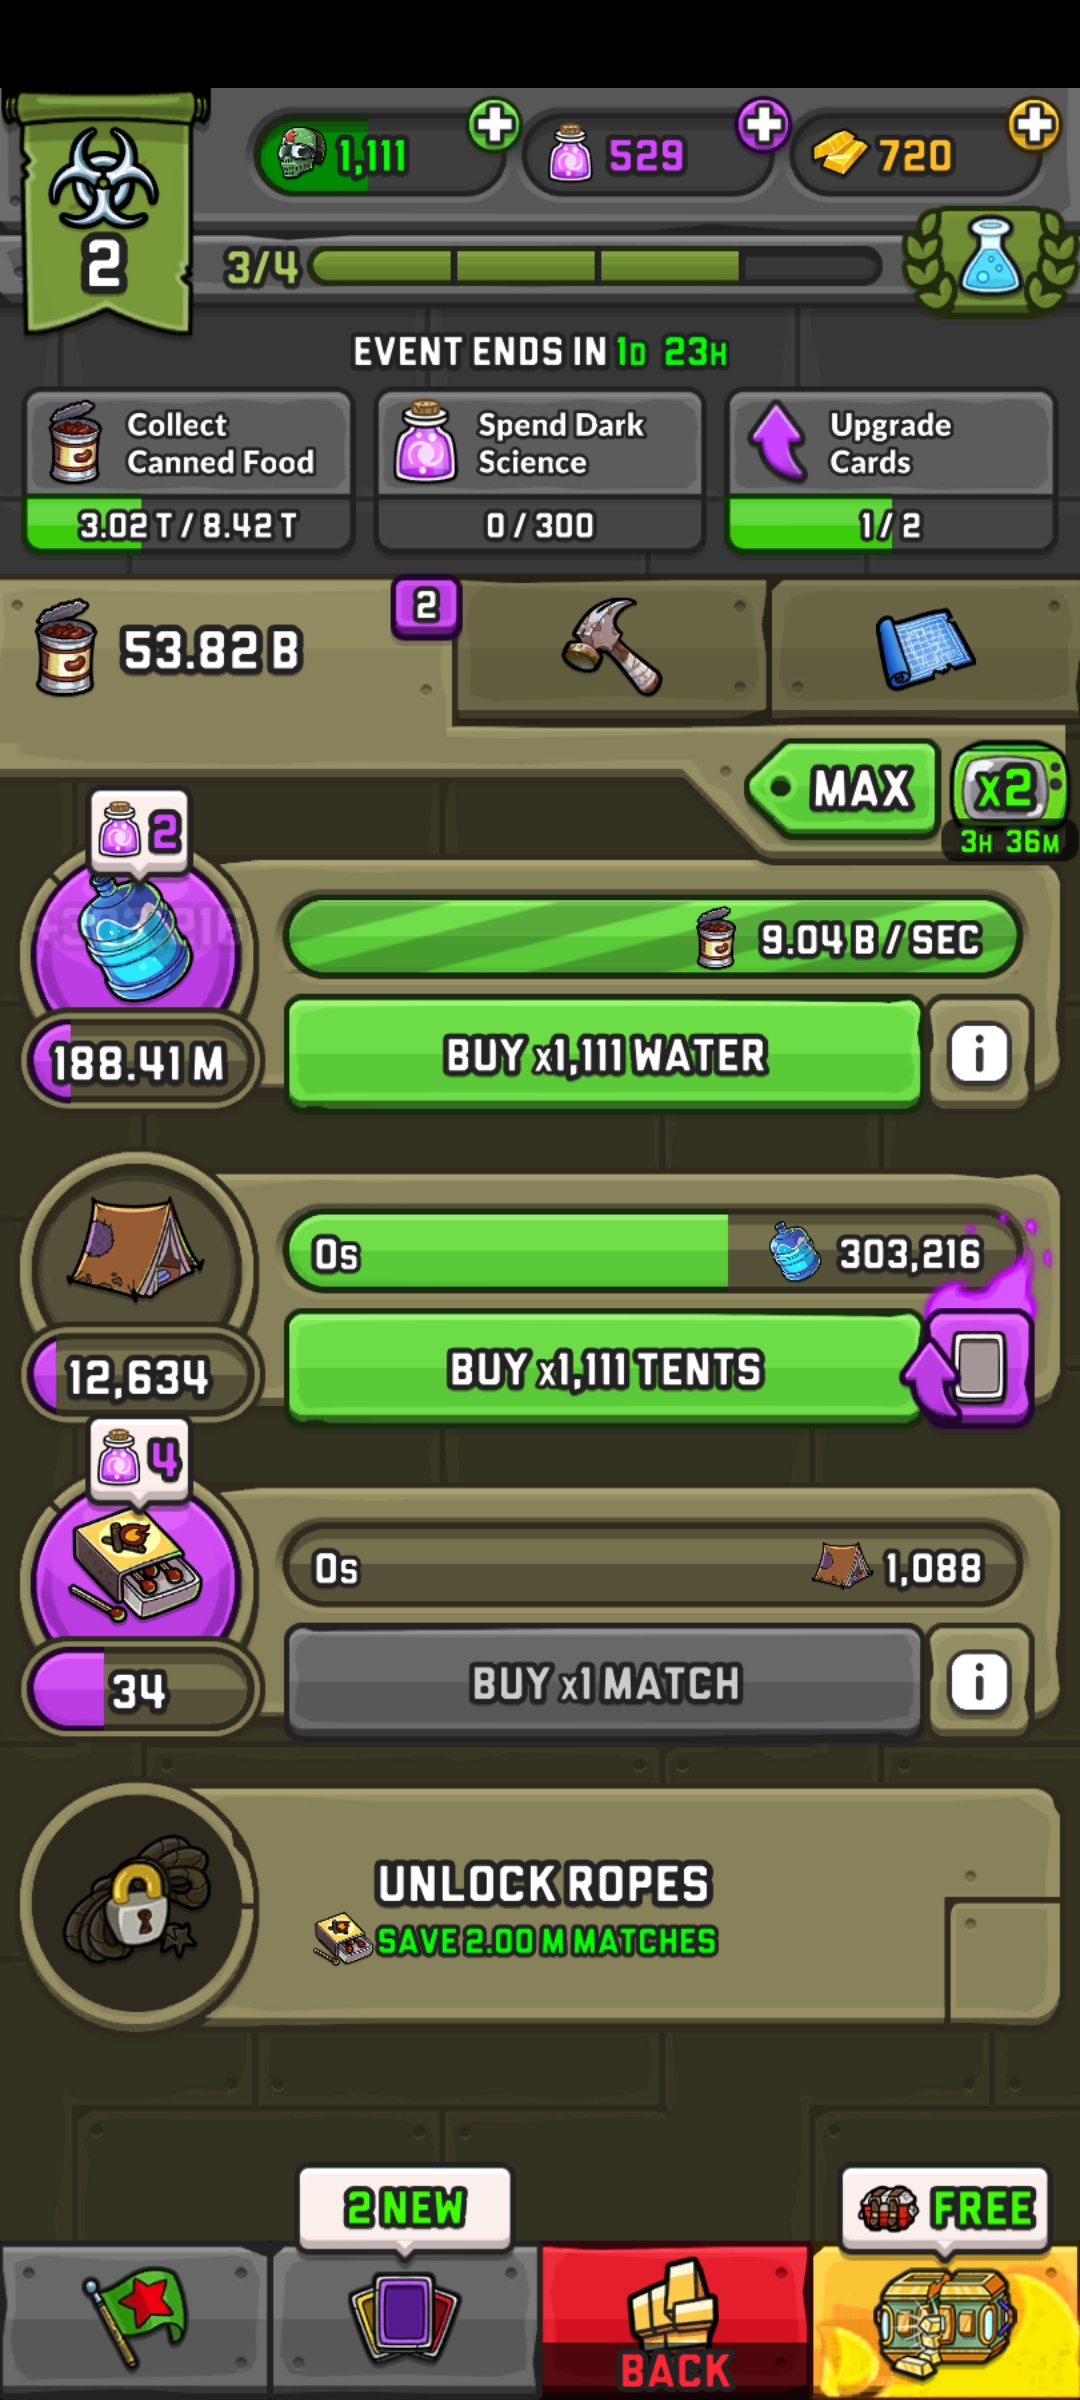 1,111
529
720
2
3/4
EVENT ENDS IN 1D 23H
Collect
Canned Food
Spend Dark
Science
Upgrade
Cards
3.02 T / 8.42 T
0 / 300
1 / 2
53.82 B
2
MAX
x2
3H 36M
2
9.04 B / SEC
BUY x1,111 WATER
i
188.41 M
0s
303,216
BUY x1,111 TENTS
12,634
4
0s
1,088
BUY x1 MATCH
i
34
UNLOCK ROPES
SAVE 2.00 M MATCHES
2 NEW
FREE
BACK